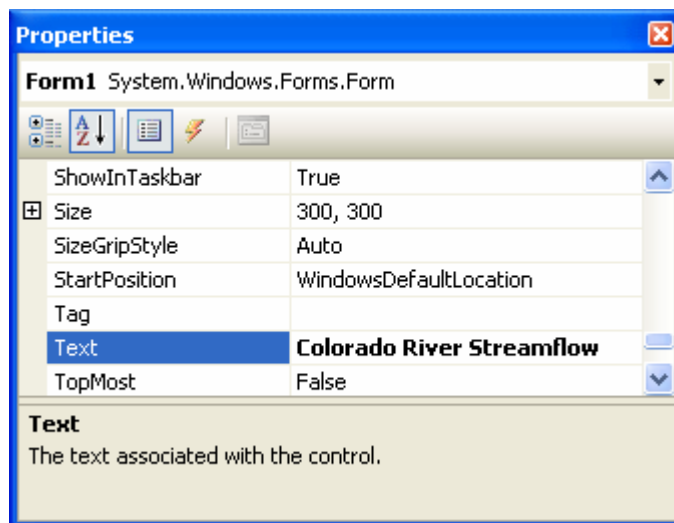 Properties
Form1 System.Windows.Forms.Form
A
Z
ShowInTaskbar True
Size 300, 300
SizeGripStyle Auto
StartPosition WindowsDefaultLocation
Tag
Text Colorado River Streamflow
TopMost False
Text
The text associated with the control.